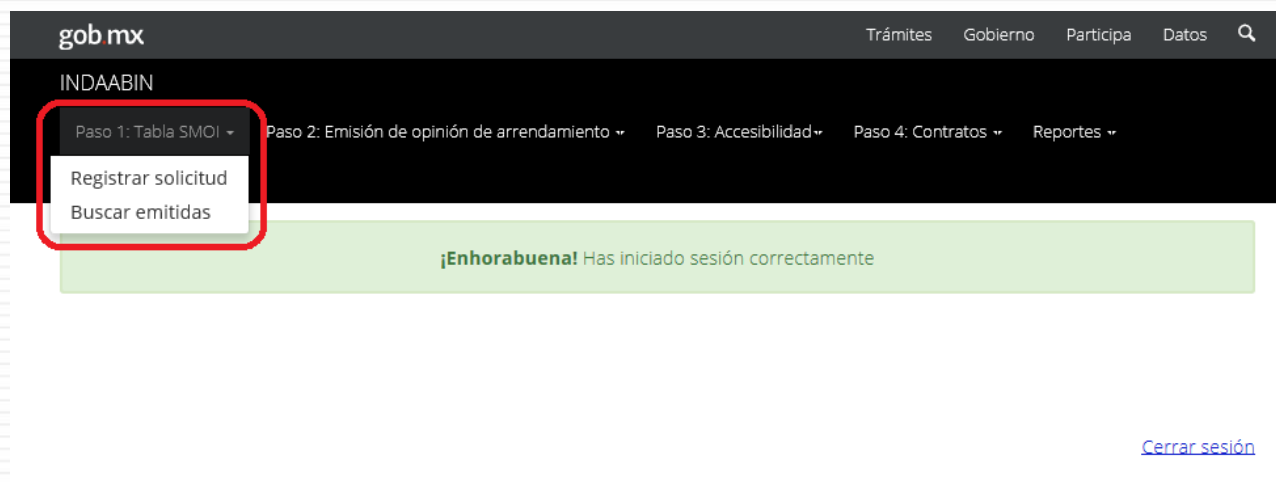 gob.mx Trámites Gobierno Participa Datos
INDAABIN
Paso 1: Tabla SMOI Paso 2: Emisión de opinión de arrendamiento Paso 3: Accesibilidad Paso 4: Contratos Reportes
Registrar solicitud
Buscar emitidas
¡Enhorabuena! Has iniciado sesión correctamente
Cerrar sesión